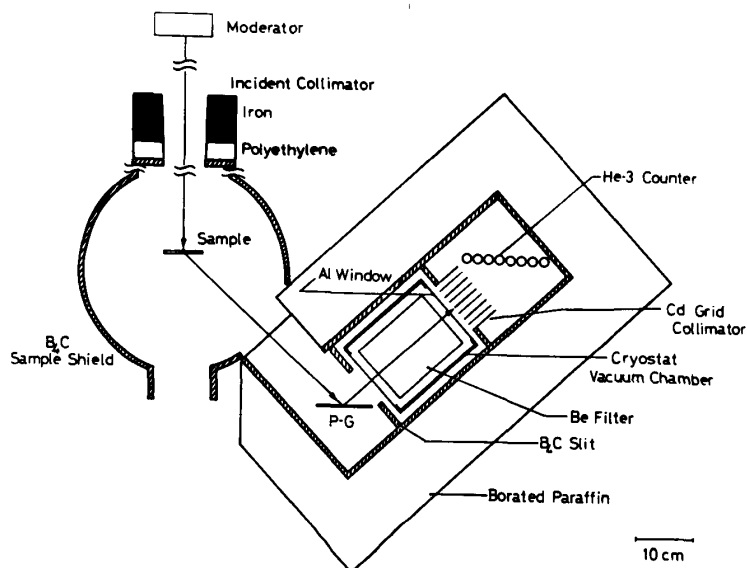 Moderator
Incident Collimator
Iron
Polyethylene
He-3 Counter
Sample
Al Window
Cd Grid
Collimator
B₄C
Sample Shield
Cryostat
Vacuum Chamber
P-G
Be Filter
B₄C Slit
Borated Paraffin
10 cm